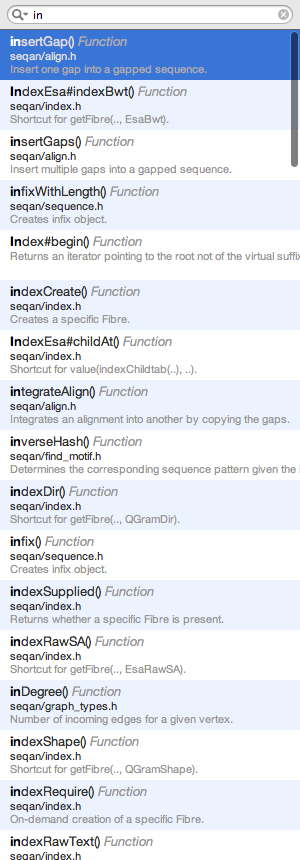 in
insertGap() Function
seqan/align.h
Insert one gap into a gapped sequence.
IndexEsa#indexBwt() Function
seqan/index.h
Shortcut for getFibre(.., EsaBwt).
insertGaps() Function
seqan/align.h
Insert multiple gaps into a gapped sequence.
infixWithLength() Function
seqan/sequence.h
Creates infix object.
Index#begin() Function
Returns an iterator pointing to the root not of the virtual suffix
indexCreate() Function
seqan/index.h
Creates a specific Fibre.
IndexEsa#childAt() Function
seqan/index.h
Shortcut for value(indexChildtab(..), ..).
integrateAlign() Function
seqan/align.h
Integrates an alignment into another by copying the gaps.
inverseHash() Function
seqan/find_motif.h
Determines the corresponding sequence pattern given the
indexDir() Function
seqan/index.h
Shortcut for getFibre(.., QGramDir).
infix() Function
seqan/sequence.h
Creates infix object.
indexSupplied() Function
seqan/index.h
Returns whether a specific Fibre is present.
indexRawSA() Function
seqan/index.h
Shortcut for getFibre(.., EsaRawSA).
inDegree() Function
seqan/graph_types.h
Number of incoming edges for a given vertex.
indexShape() Function
seqan/index.h
Shortcut for getFibre(.., QGramShape).
indexRequire() Function
seqan/index.h
On-demand creation of a specific Fibre.
indexRawText() Function
seqan/index.h